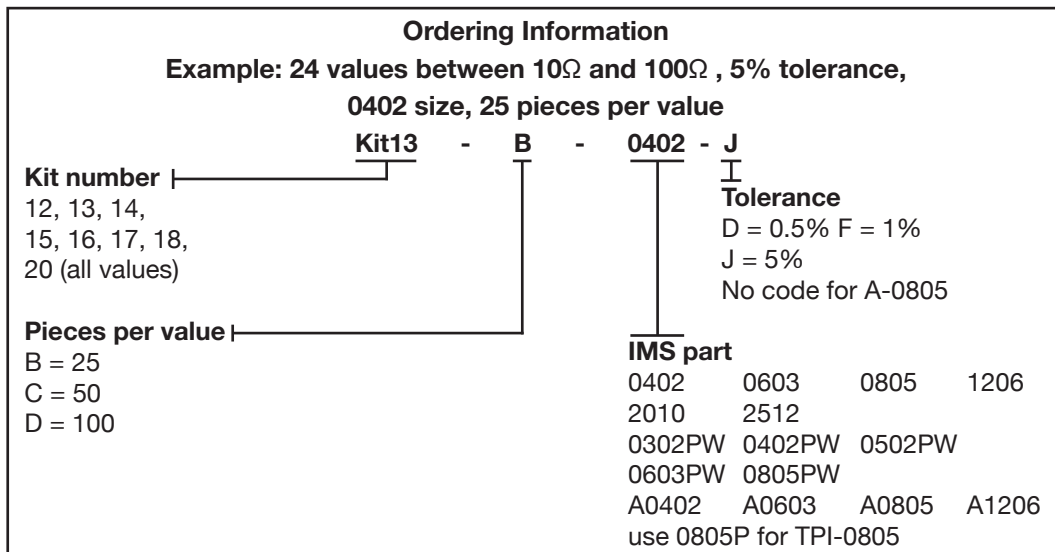 Ordering Information
Example: 24 values between 10Ω and 100Ω , 5% tolerance,
0402 size, 25 pieces per value
Kit13 - B - 0402 - J
Kit number
12, 13, 14,
15, 16, 17, 18,
20 (all values)
Pieces per value
B = 25
C = 50
D = 100
Tolerance
D = 0.5% F = 1%
J = 5%
No code for A-0805
IMS part
0402 0603 0805 1206
2010 2512
0302PW 0402PW 0502PW
0603PW 0805PW
A0402 A0603 A0805 A1206
use 0805P for TPI-0805